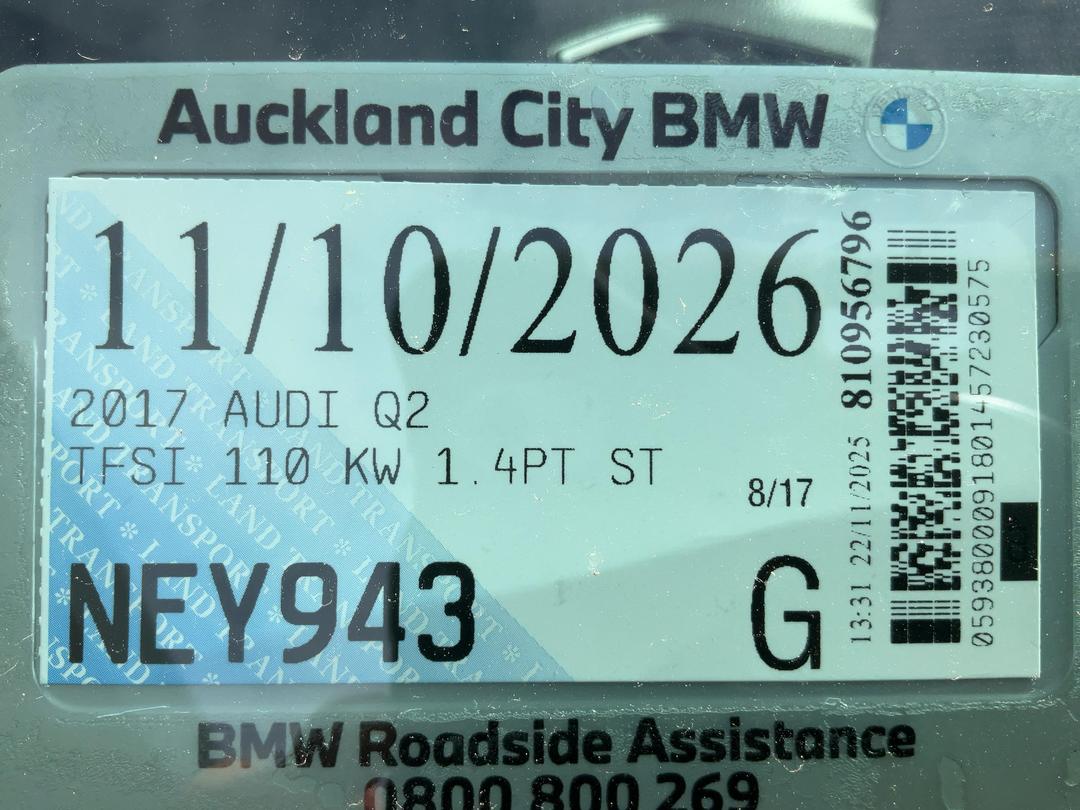 Auckland City BMW
11/10/2026
2017 AUDI Q2
TFSI 110 KW 1.4PT ST
8/17
NEY943
G
13:31 22/11/2025
810956796
05938000091801457230575
BMW Roadside Assistance
0800 800 269